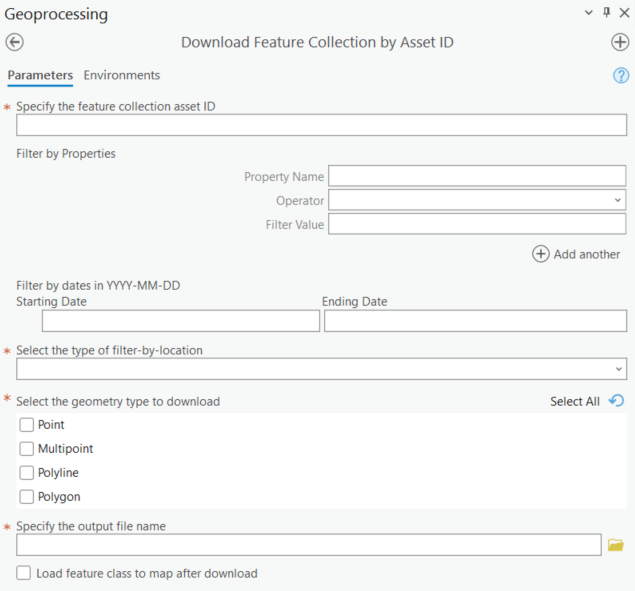 Geoprocessing
Download Feature Collection by Asset ID
Parameters Environments
* Specify the feature collection asset ID
Filter by Properties
Property Name
Operator
Filter Value
Add another
Filter by dates in YYYY-MM-DD
Starting Date Ending Date
* Select the type of filter-by-location
* Select the geometry type to download Select All
Point
Multipoint
Polyline
Polygon
* Specify the output file name
Load feature class to map after download